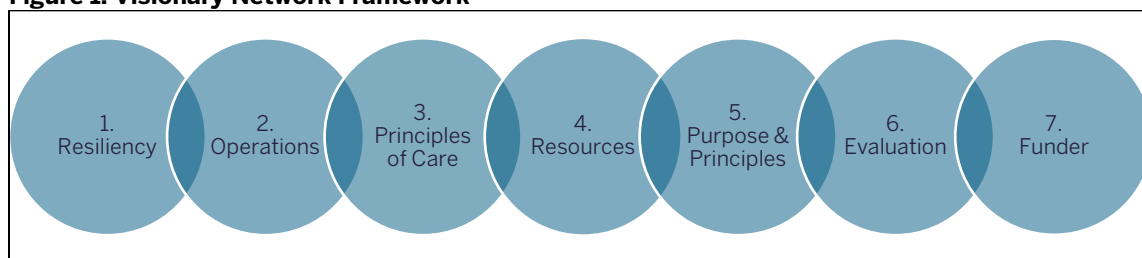 Figure 1. Visionary Network Framework
1.
Resiliency
2.
Operations
3.
Principles
of Care
4.
Resources
5.
Purpose &
Principles
6.
Evaluation
7.
Funder